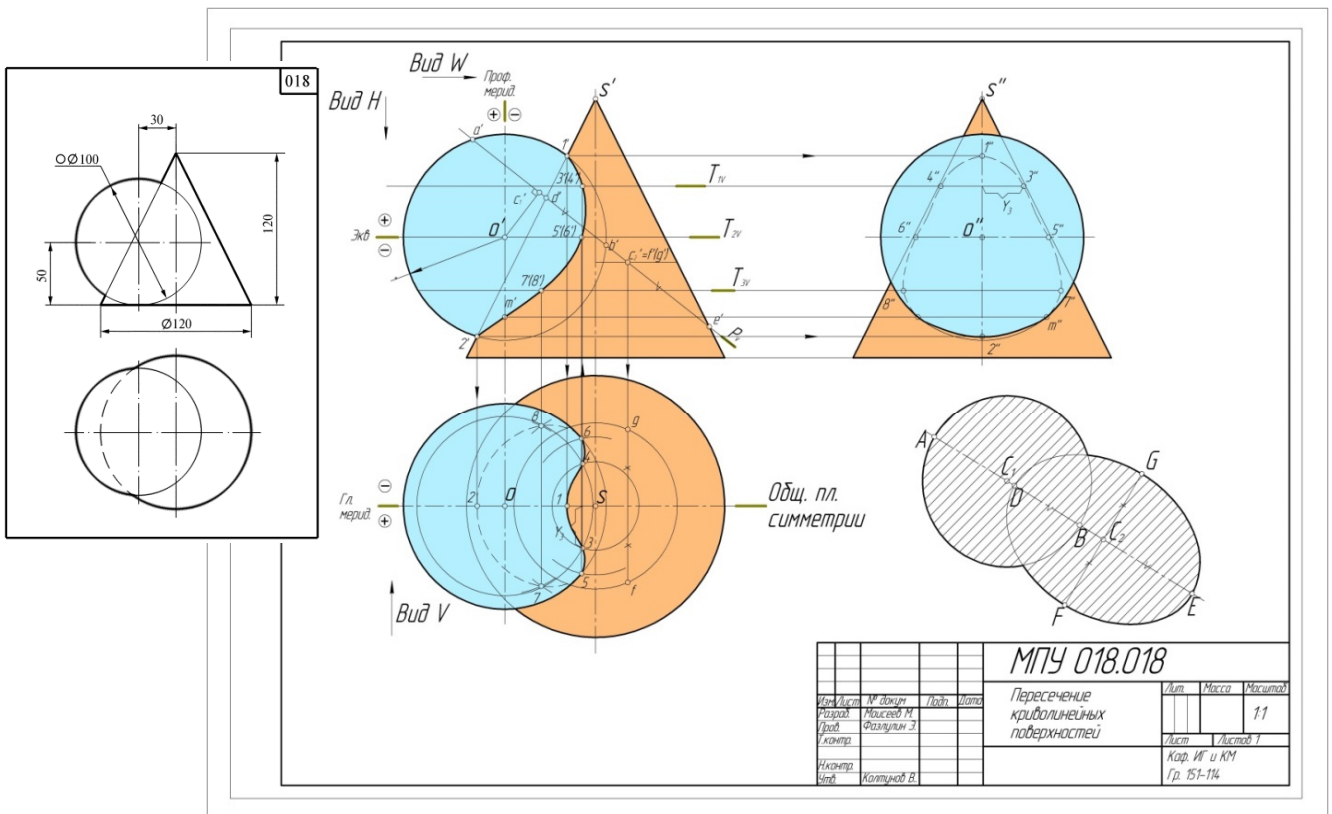 018
30
Ø100
120
50
Ø120
Вид W
Проф.
мерид.
Вид H
S'
S"
a'
1'
1"
3'(4')
T1V
4"
3"
C1'
d'
Y3
O'
Экв
5'(6')
T2V
6"
O"
5"
b'
C2'=f'(g')
7'(8')
T3V
8"
7"
m'
m"
e'
P2
2'
2"
8
6
g
4
Гл.
мерид.
2
O
1
S
Общ. пл.
симметрии
Y3
3
5
7
f
Вид V
A
C1
D
G
B
C2
F
E
МПУ 018.018
Пересечение
криволинейных
поверхностей
Лит. Масса Масштаб
1:1
Лист Листов 1
Каф. ИГ и КМ
Гр. 151-114
Изм Лист № докум Подп. Дата
Разраб. Моисеев М.
Пров. Фазлулин Э.
Т.контр.
Н.контр.
Утв. Колтунов В.